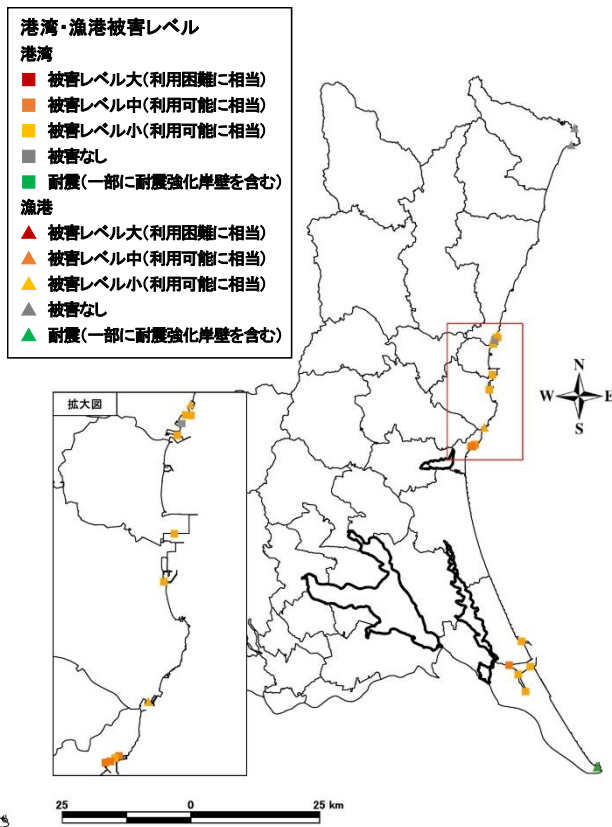 港湾・漁港被害レベル
港湾
被害レベル大(利用困難に相当)
被害レベル中(利用可能に相当)
被害レベル小(利用可能に相当)
被害なし
耐震(一部に耐震強化岸壁を含む)
漁港
被害レベル大(利用困難に相当)
被害レベル中(利用可能に相当)
被害レベル小(利用可能に相当)
被害なし
耐震(一部に耐震強化岸壁を含む)
拡大図
N
W E
S
25 0 25 km